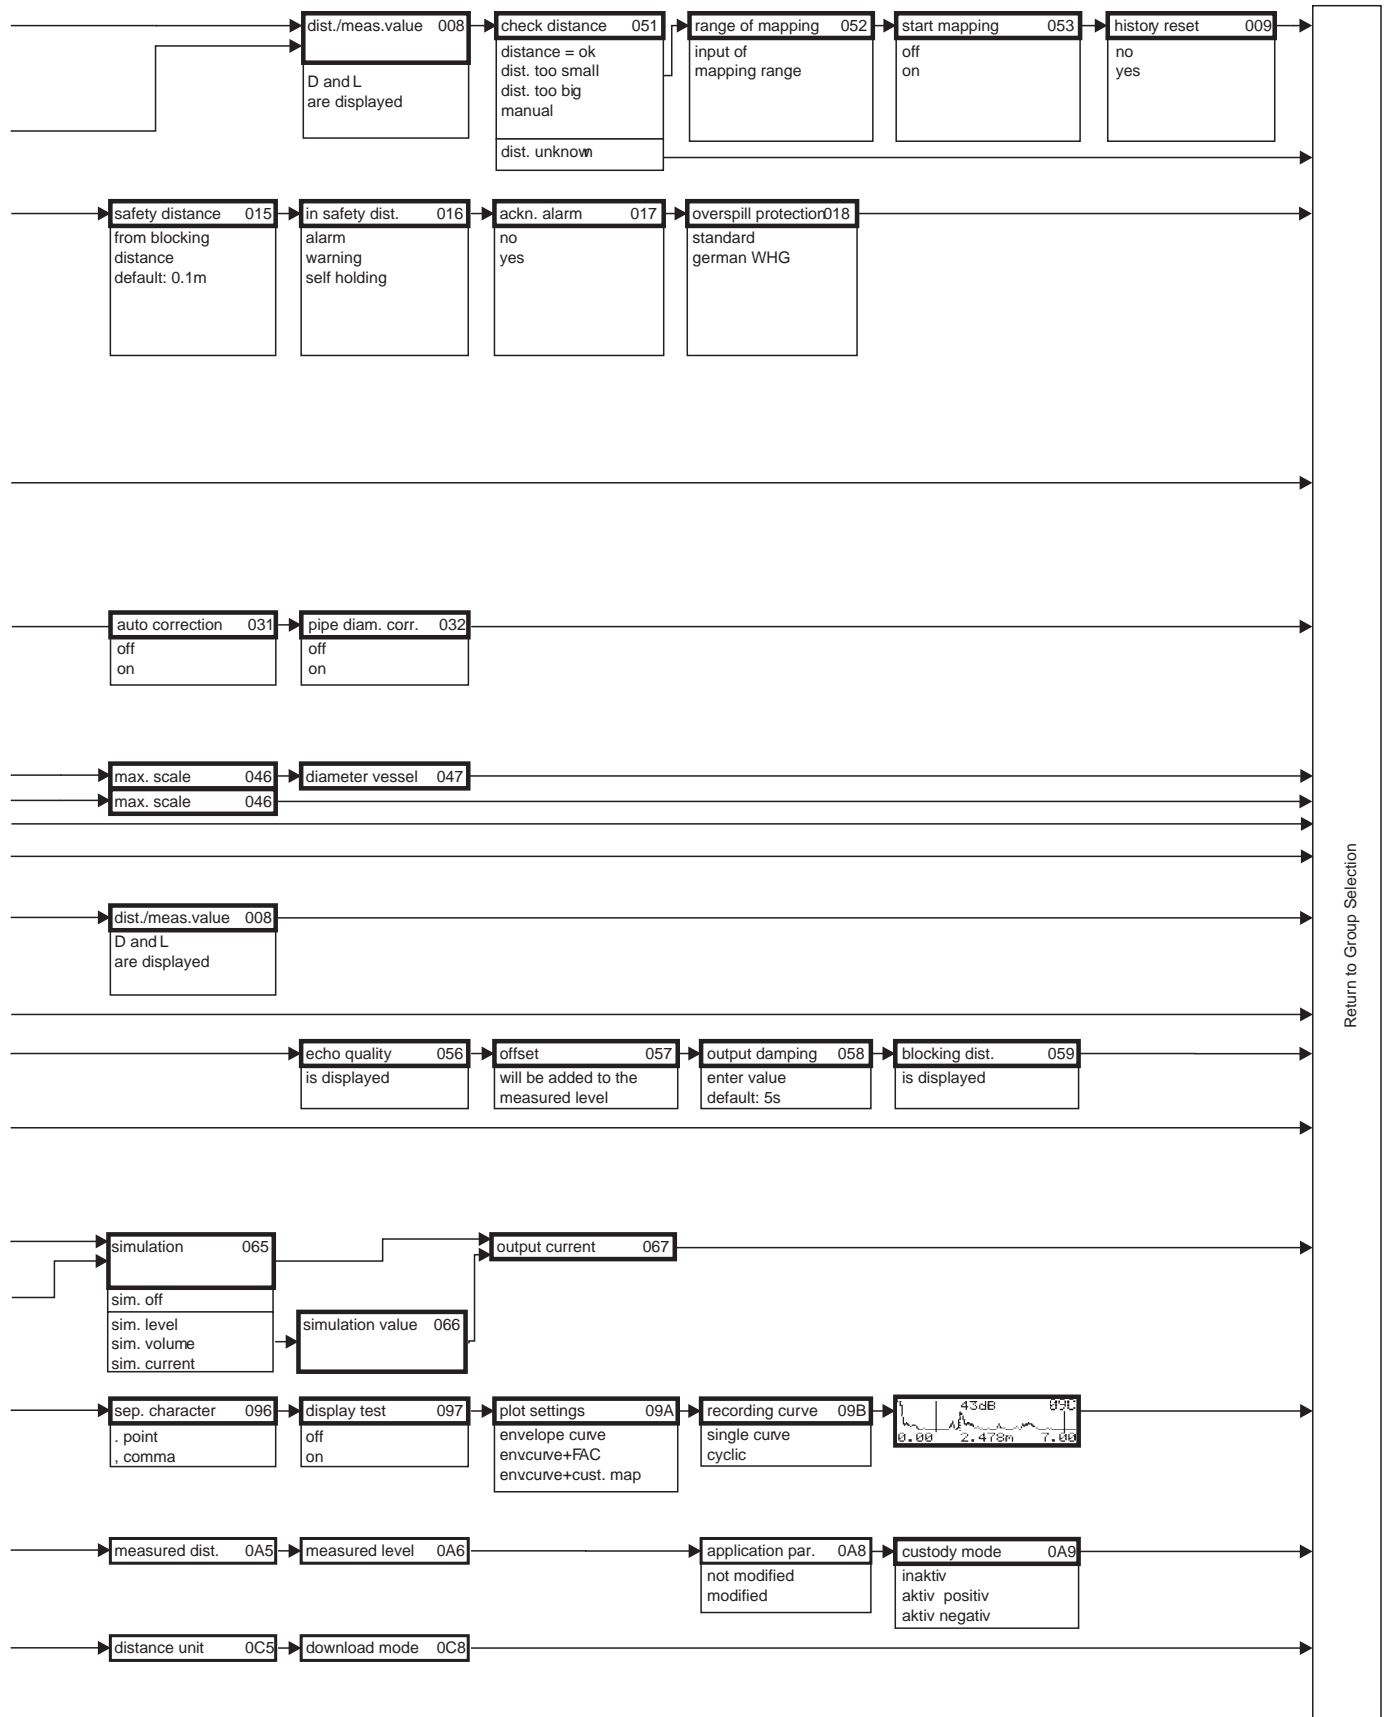 dist./meas.value 008
D and L
are displayed
check distance 051
distance = ok
dist. too small
dist. too big
manual
dist. unknown
range of mapping 052
input of
mapping range
start mapping 053
off
on
history reset 009
no
yes
safety distance 015
from blocking
distance
default: 0.1m
in safety dist. 016
alarm
warning
self holding
ackn. alarm 017
no
yes
overspill protection018
standard
german WHG
auto correction 031
off
on
pipe diam. corr. 032
off
on
max. scale 046
diameter vessel 047
max. scale 046
dist./meas.value 008
D and L
are displayed
echo quality 056
is displayed
offset 057
will be added to the
measured level
output damping 058
enter value
default: 5s
blocking dist. 059
is displayed
simulation 065
sim. off
sim. level
sim. volume
sim. current
simulation value 066
output current 067
sep. character 096
. point
, comma
display test 097
off
on
plot settings 09A
envelope curve
env.curve+FAC
env.curve+cust. map
recording curve 09B
single curve
cyclic
43dB 09C
0.00 2.478m 7.00
measured dist. 0A5
measured level 0A6
application par. 0A8
not modified
modified
custody mode 0A9
inaktiv
aktiv positiv
aktiv negativ
distance unit 0C5
download mode 0C8
Return to Group Selection